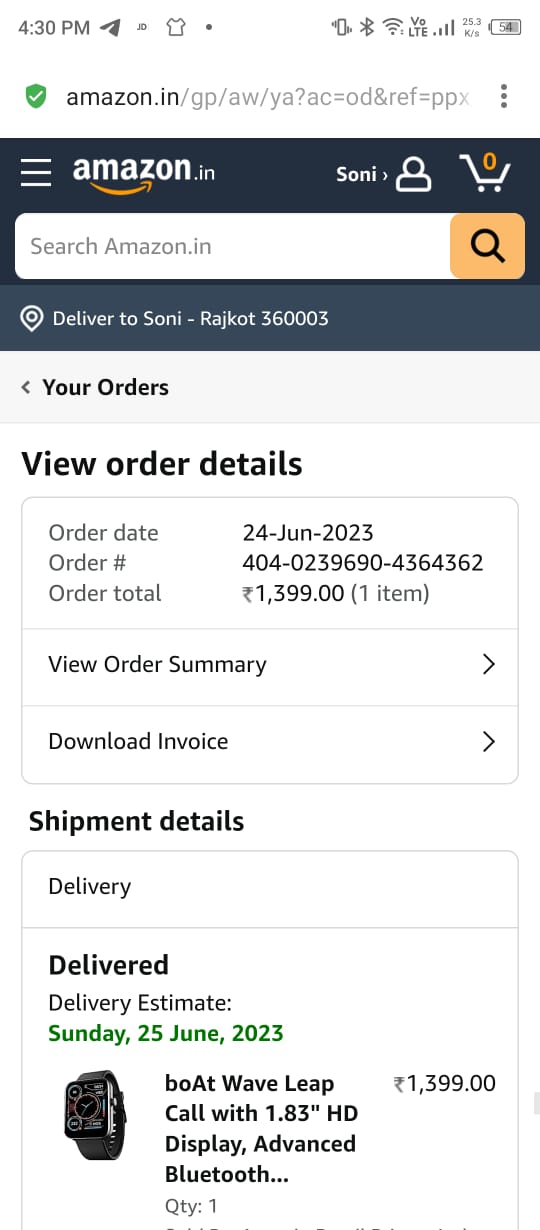 4:30 PM JD Vo LTE 25.3 K/s 54
amazon.in/gp/aw/ya?ac=od&ref=ppx
amazon.in Soni › 0
Search Amazon.in
Deliver to Soni - Rajkot 360003
‹ Your Orders
View order details
Order date 24-Jun-2023
Order # 404-0239690-4364362
Order total ₹1,399.00 (1 item)
View Order Summary
Download Invoice
Shipment details
Delivery
Delivered
Delivery Estimate:
Sunday, 25 June, 2023
boAt Wave Leap ₹1,399.00
Call with 1.83" HD
Display, Advanced
Bluetooth...
Qty: 1